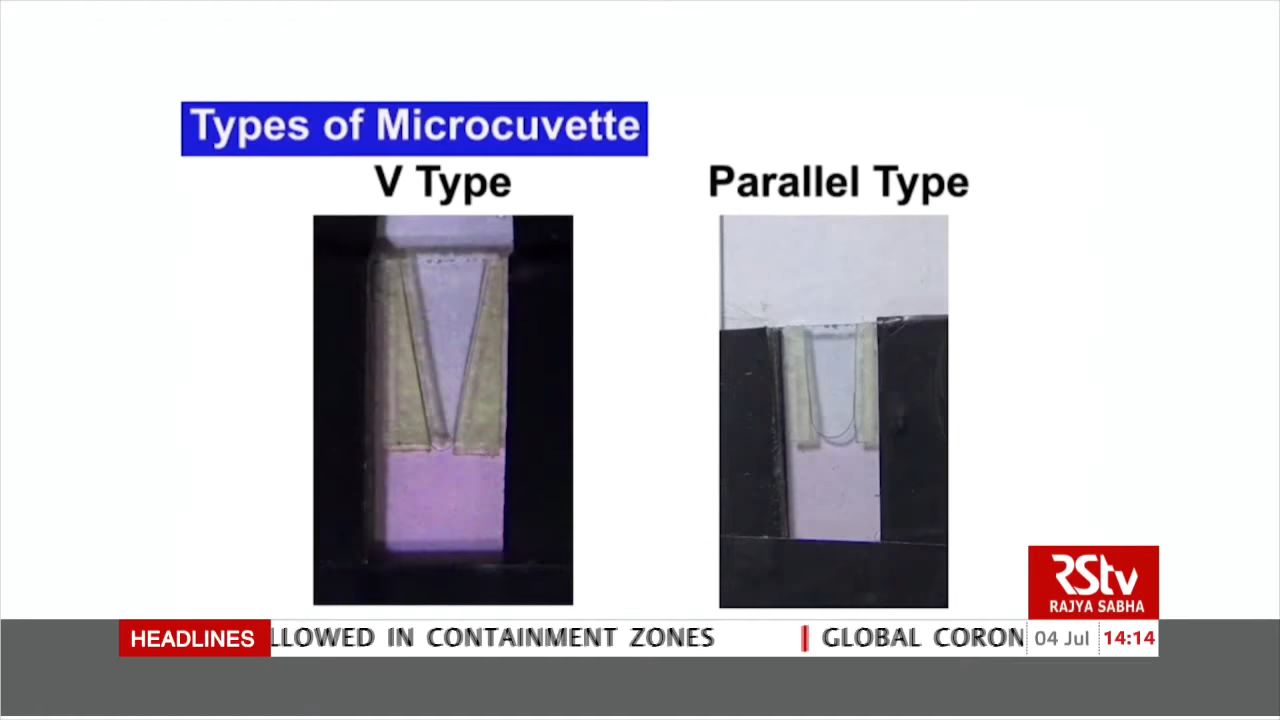 Types of Microcuvette
V Type
Parallel Type
RStv
RAJYA SABHA
HEADLINES
LLOWED IN CONTAINMENT ZONES
GLOBAL CORON
04 Jul
14:14